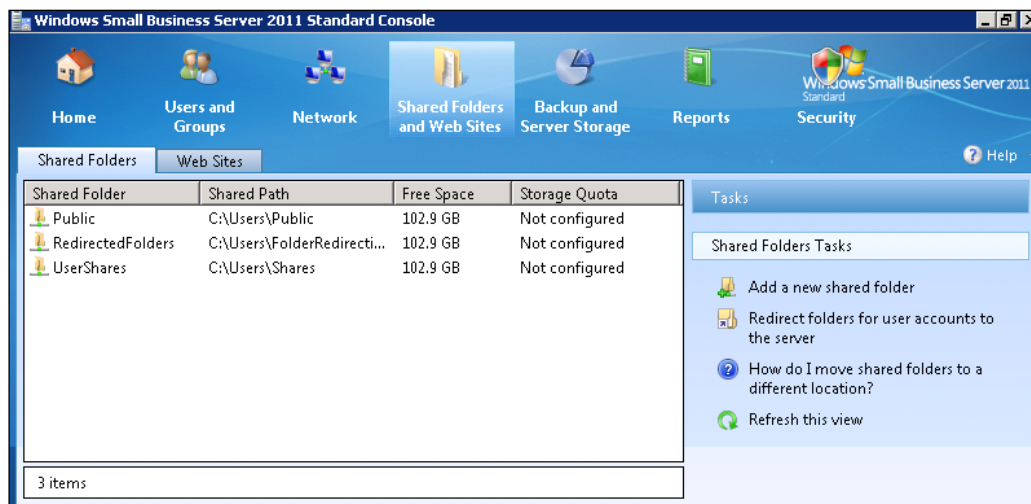 Windows Small Business Server 2011 Standard Console
Home
Users and
Groups
Network
Shared Folders
and Web Sites
Backup and
Server Storage
Reports
Security
Windows Small Business Server 2011
Standard
Shared Folders
Web Sites
Help
Shared Folder Shared Path Free Space Storage Quota
Public C:\Users\Public 102.9 GB Not configured
RedirectedFolders C:\Users\FolderRedirecti... 102.9 GB Not configured
UserShares C:\Users\Shares 102.9 GB Not configured
3 items
Tasks
Shared Folders Tasks
Add a new shared folder
Redirect folders for user accounts to
the server
How do I move shared folders to a
different location?
Refresh this view